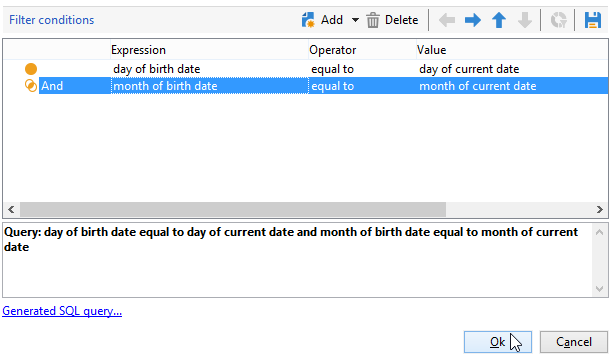 Filter conditions Add Delete
Expression Operator Value
day of birth date equal to day of current date
And month of birth date equal to month of current date
Query: day of birth date equal to day of current date and month of birth date equal to month of current
date
Generated SQL query...
Ok Cancel